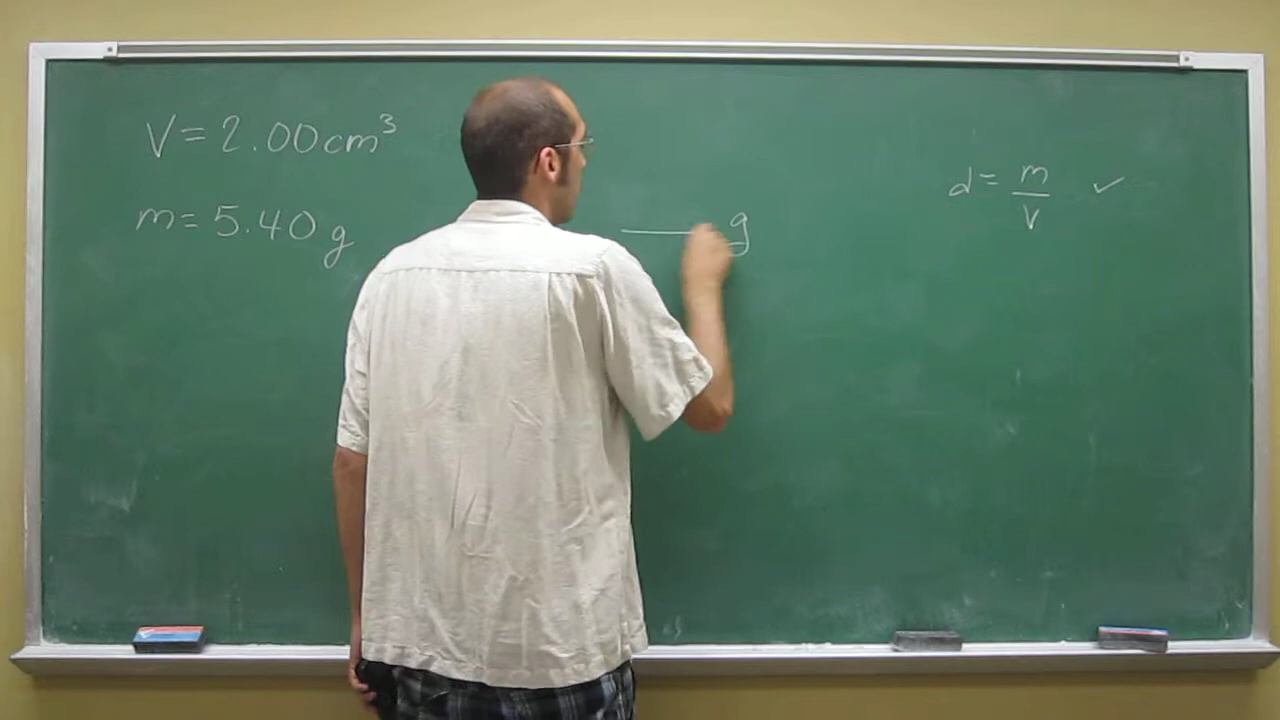 V = 2.00 cm³
m = 5.40 g
g
d = m/v ✓